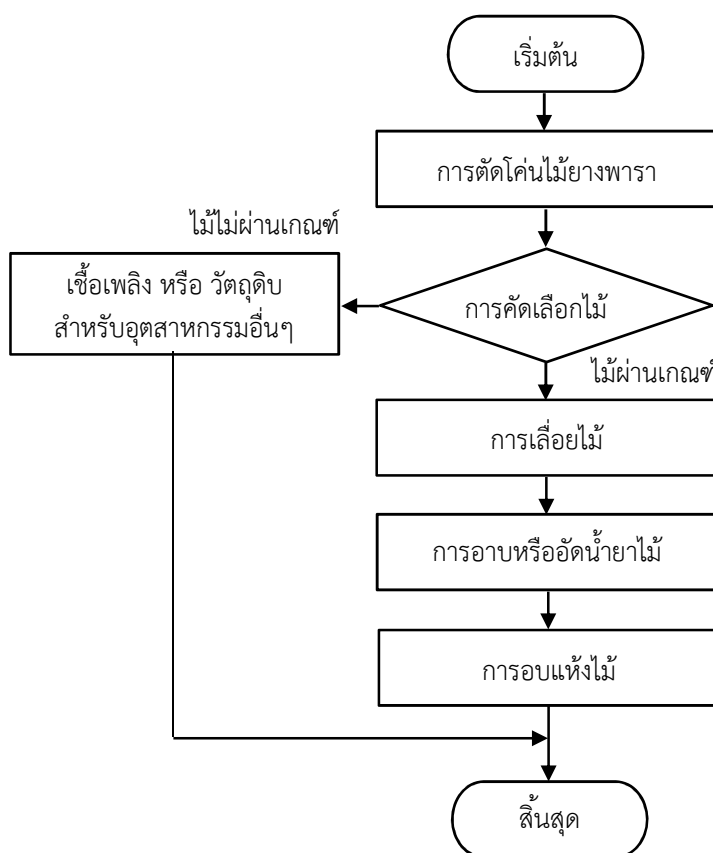 เริ่มต้น
การตัดโค่นไม้ยางพารา
ไม้ไม่ผ่านเกณฑ์
เชื้อเพลิง หรือ วัตถุดิบ
สำหรับอุตสาหกรรมอื่นๆ
การคัดเลือกไม้
ไม้ผ่านเกณฑ์
การเลื่อยไม้
การอาบหรืออัดน้ำยาไม้
การอบแห้งไม้
สิ้นสุด